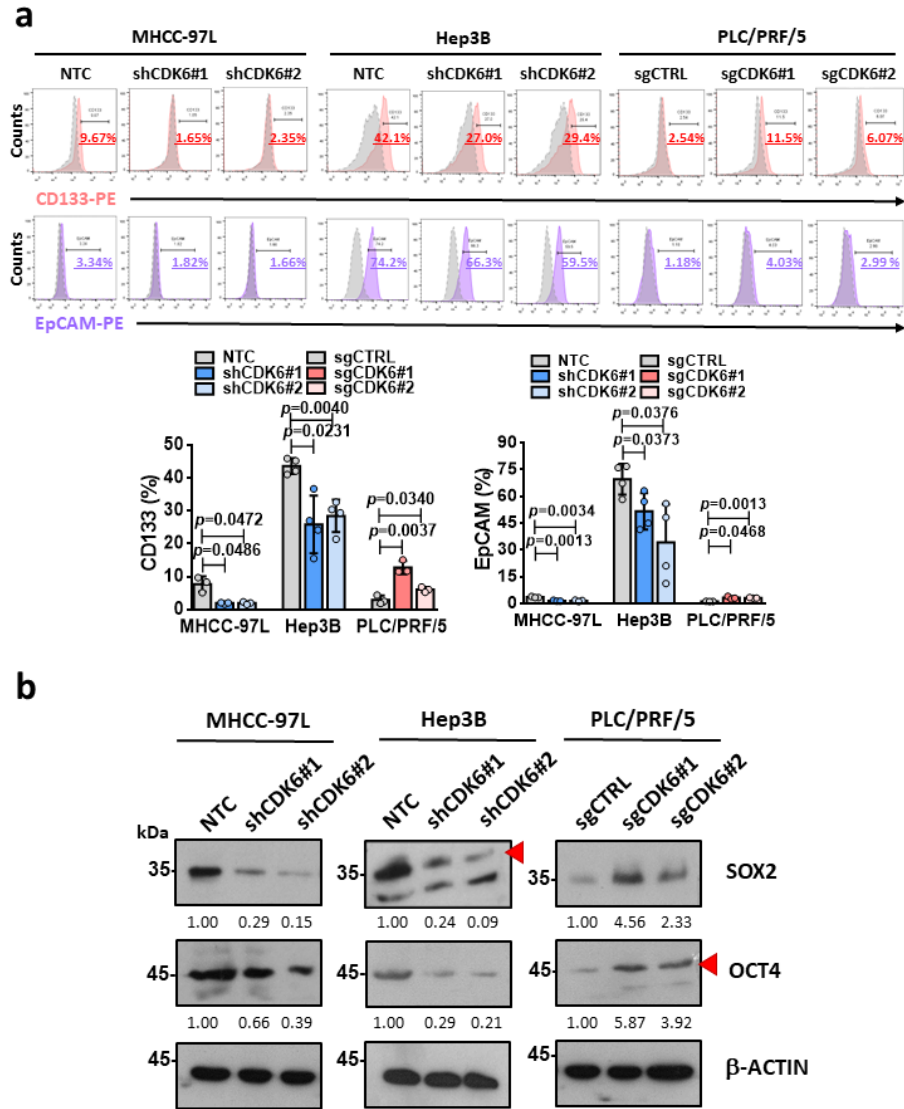 a
MHCC-97L Hep3B PLC/PRF/5
NTC shCDK6#1 shCDK6#2 NTC shCDK6#1 shCDK6#2 sgCTRL sgCDK6#1 sgCDK6#2
Counts
9.67% 1.65% 2.35% 42.1% 27.0% 29.4% 2.54% 11.5% 6.07%
CD133-PE
Counts
3.34% 1.82% 1.66% 74.2% 66.3% 59.5% 1.18% 4.03% 2.99 %
EpCAM-PE
NTC sgCTRL
shCDK6#1 sgCDK6#1
shCDK6#2 sgCDK6#2
p=0.0040
p=0.0231
p=0.0340
p=0.0037
p=0.0472
p=0.0486
CD133 (%)
50
40
30
20
10
0
MHCC-97L Hep3B PLC/PRF/5
NTC sgCTRL
shCDK6#1 sgCDK6#1
shCDK6#2 sgCDK6#2
p=0.0376
p=0.0373
p=0.0034
p=0.0013
p=0.0013
p=0.0468
EpCAM (%)
90
75
60
45
30
15
0
MHCC-97L Hep3B PLC/PRF/5
b
MHCC-97L Hep3B PLC/PRF/5
NTC shCDK6#1 shCDK6#2 NTC shCDK6#1 shCDK6#2 sgCTRL sgCDK6#1 sgCDK6#2
kDa
35- 35- 35- SOX2
1.00 0.29 0.15 1.00 0.24 0.09 1.00 4.56 2.33
45- 45- 45- OCT4
1.00 0.66 0.39 1.00 0.29 0.21 1.00 5.87 3.92
45- 45- 45- β-ACTIN